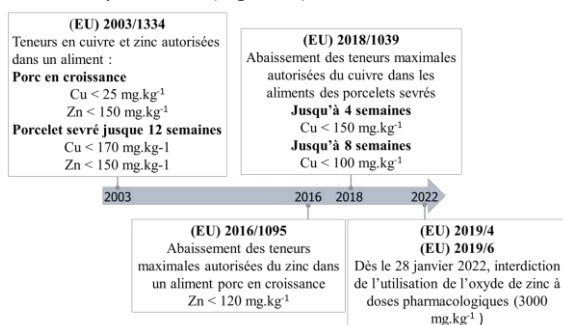 (EU) 2003/1334
Teneurs en cuivre et zinc autorisées
dans un aliment :
Porc en croissance
Cu < 25 mg.kg⁻¹
Zn < 150 mg.kg⁻¹
Porcelet sevré jusque 12 semaines
Cu < 170 mg.kg-1
Zn < 150 mg.kg-1
(EU) 2018/1039
Abaissement des teneurs maximales
autorisées du cuivre dans les
aliments des porcelets sevrés
Jusqu'à 4 semaines
Cu < 150 mg.kg⁻¹
Jusqu'à 8 semaines
Cu < 100 mg.kg⁻¹
2003 2016 2018 2022
(EU) 2016/1095
Abaissement des teneurs
maximales autorisées du zinc dans
un aliment porc en croissance
Zn < 120 mg.kg⁻¹
(EU) 2019/4
(EU) 2019/6
Dès le 28 janvier 2022, interdiction
de l'utilisation de l'oxyde de zinc à
doses pharmacologiques (3000
mg.kg⁻¹ )